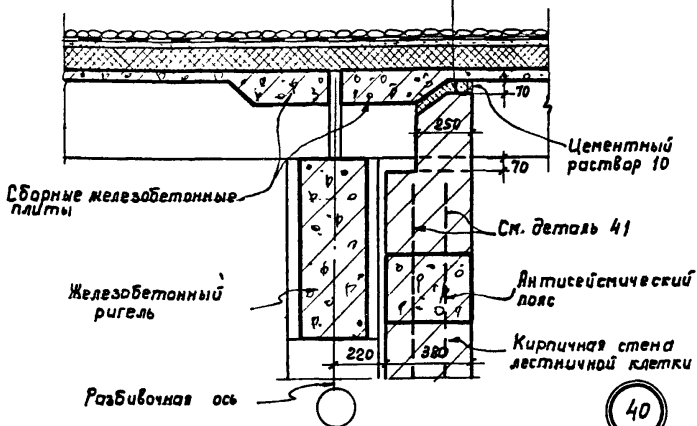 70
250
Цементный
раствор 10
70
Сборные железобетонные
плиты
См. деталь 41
Железобетонный
ригель
Антисейсмический
пояс
220
380
Кирпичная стена
лестничной клетки
Разбивочная ось
40